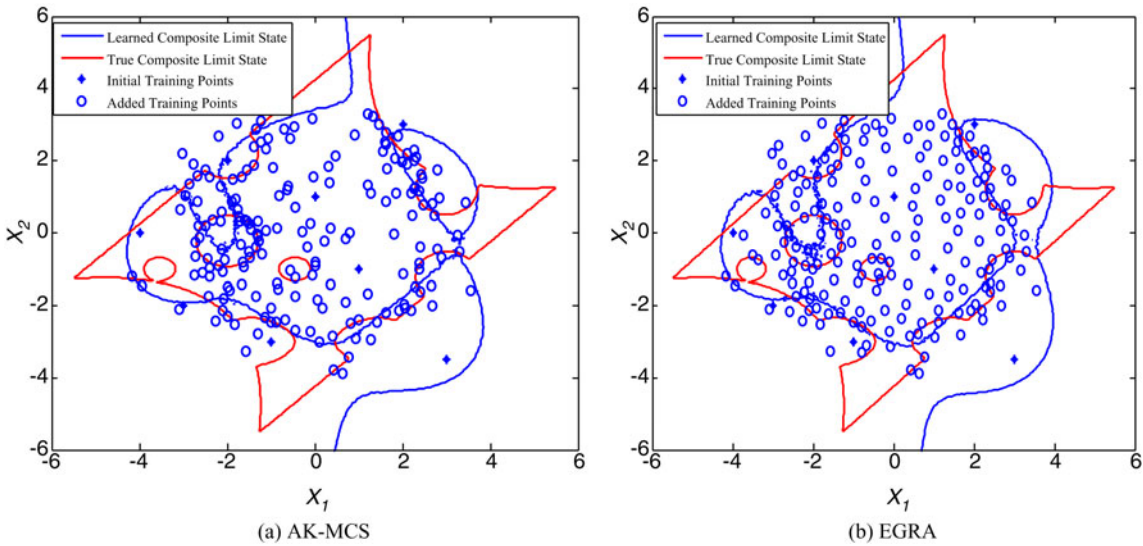 6
4
2
0
-2
-4
-6
X2
Learned Composite Limit State
True Composite Limit State
Initial Training Points
Added Training Points
-6 -4 -2 0 2 4 6
X1
(a) AK-MCS
6
4
2
0
-2
-4
-6
X2
Learned Composite Limit State
True Composite Limit State
Initial Training Points
Added Training Points
-6 -4 -2 0 2 4 6
X1
(b) EGRA